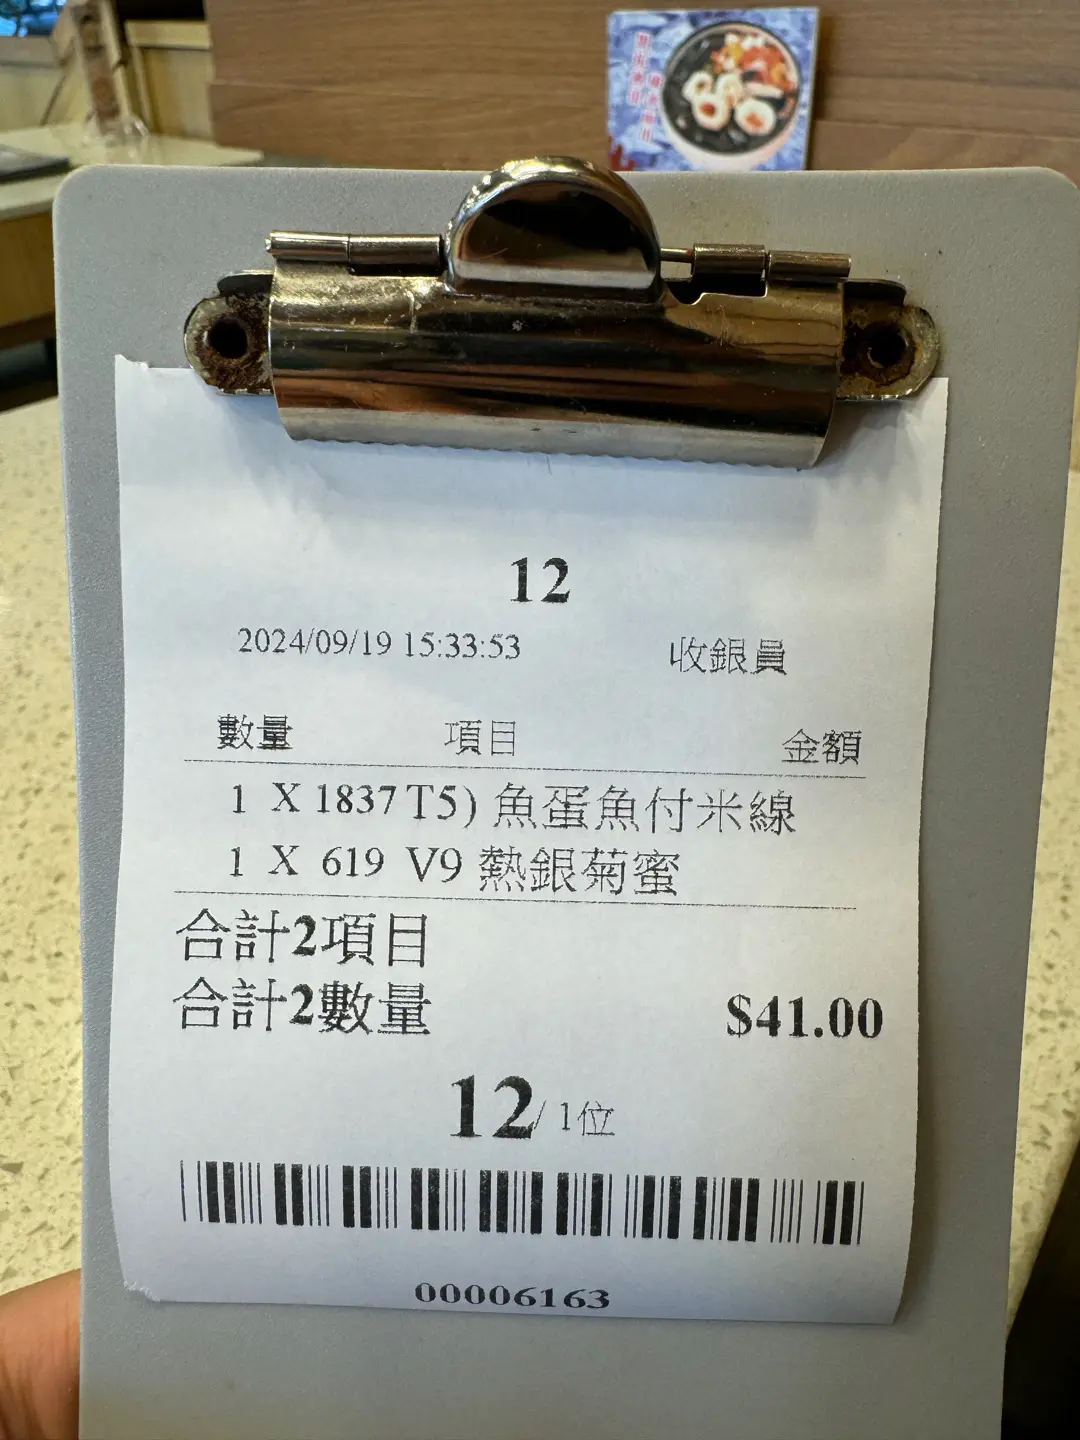 12
2024/09/19 15:33:53 收銀員
數量 項目 金額
1 X 1837 T5) 魚蛋魚付米線
1 X 619 V9 熱銀菊蜜
合計2項目
合計2數量 $41.00
12/ 1位
00006163